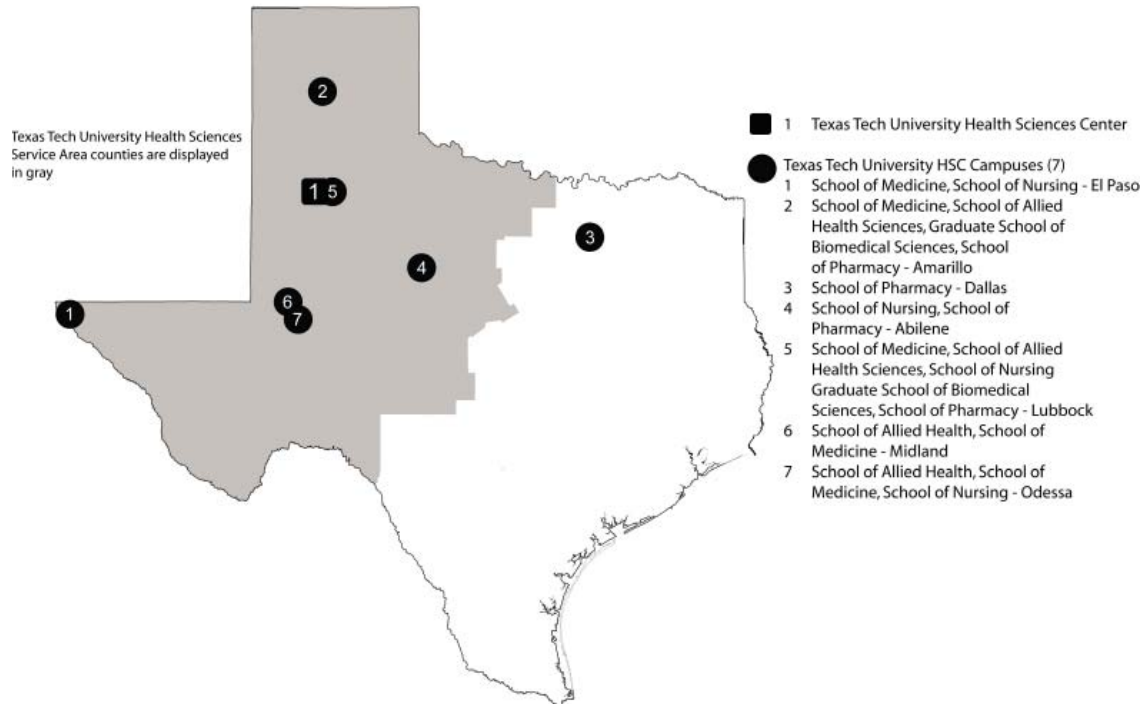 Texas Tech University Health Sciences
Service Area counties are displayed
in gray
2
1 5
3
4
6
7
1
1 Texas Tech University Health Sciences Center
Texas Tech University HSC Campuses (7)
1 School of Medicine, School of Nursing - El Paso
2 School of Medicine, School of Allied
Health Sciences, Graduate School of
Biomedical Sciences, School
of Pharmacy - Amarillo
3 School of Pharmacy - Dallas
4 School of Nursing, School of
Pharmacy - Abilene
5 School of Medicine, School of Allied
Health Sciences, School of Nursing
Graduate School of Biomedical
Sciences, School of Pharmacy - Lubbock
6 School of Allied Health, School of
Medicine - Midland
7 School of Allied Health, School of
Medicine, School of Nursing - Odessa